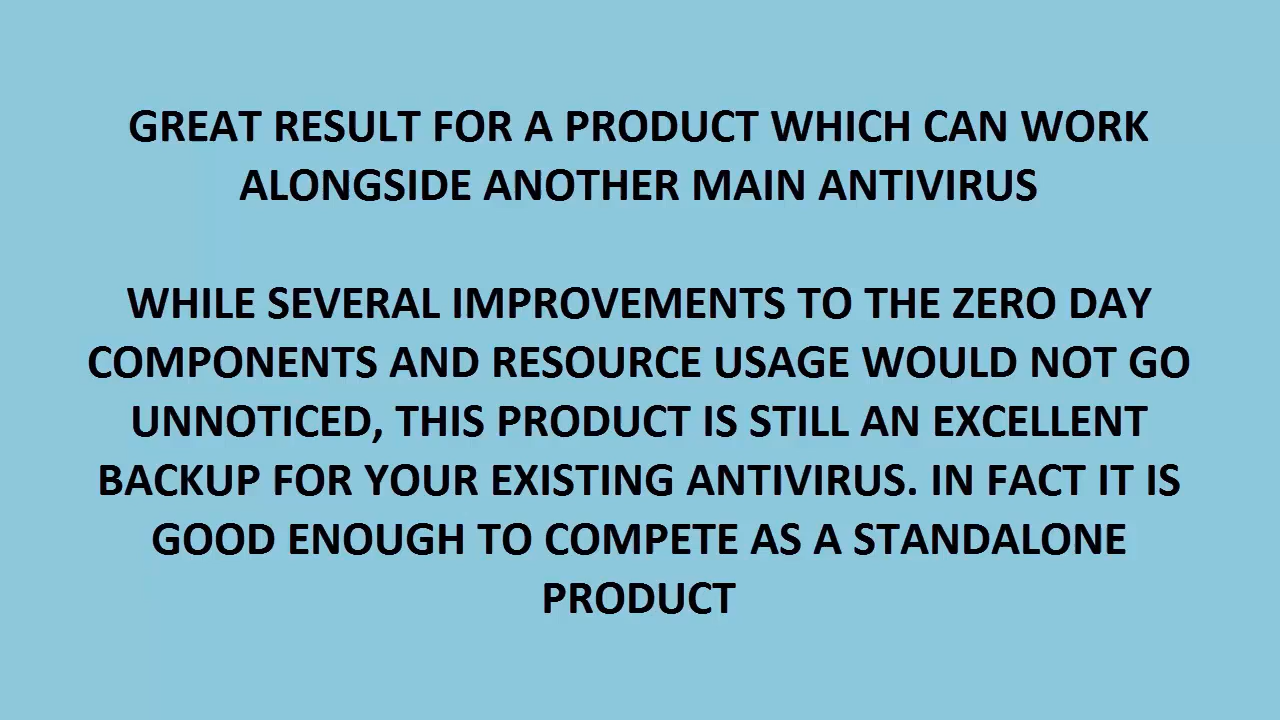 GREAT RESULT FOR A PRODUCT WHICH CAN WORK
ALONGSIDE ANOTHER MAIN ANTIVIRUS
WHILE SEVERAL IMPROVEMENTS TO THE ZERO DAY
COMPONENTS AND RESOURCE USAGE WOULD NOT GO
UNNOTICED, THIS PRODUCT IS STILL AN EXCELLENT
BACKUP FOR YOUR EXISTING ANTIVIRUS. IN FACT IT IS
GOOD ENOUGH TO COMPETE AS A STANDALONE
PRODUCT